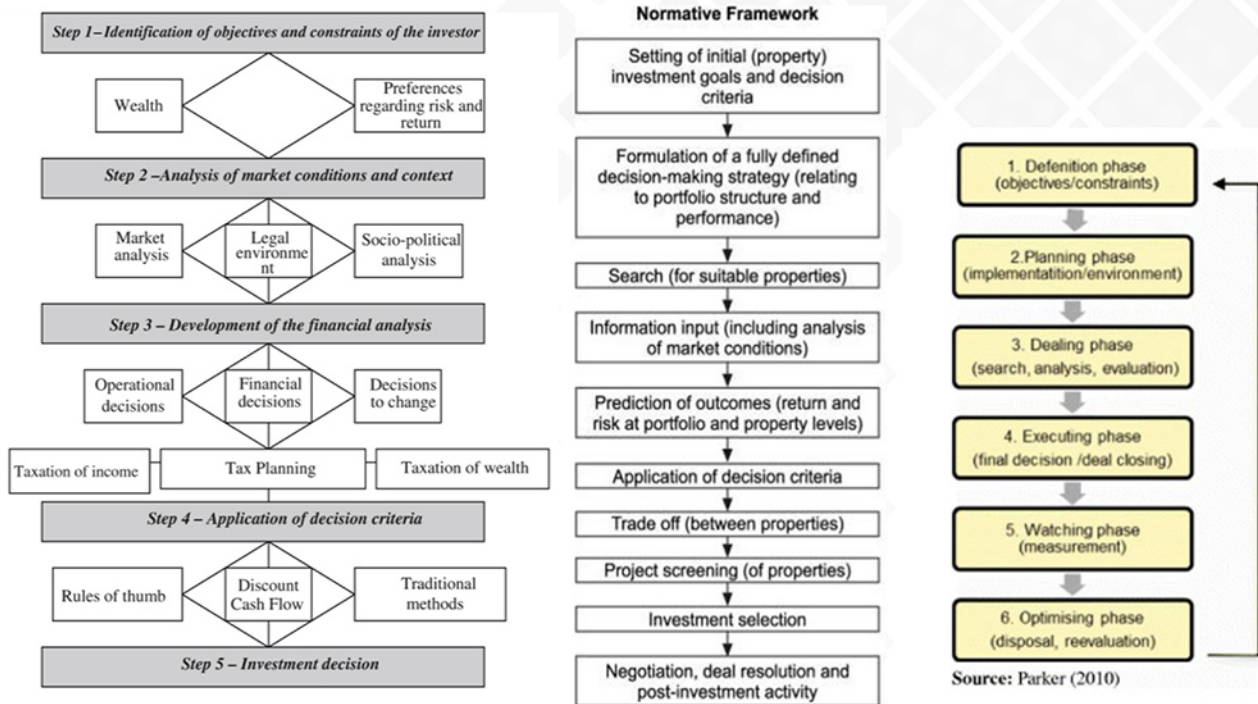 Step 1–Identification of objectives and constraints of the investor
Wealth
Preferences
regarding risk and
return
Step 2 –Analysis of market conditions and context
Market
analysis
Legal
environme
nt
Socio-political
analysis
Step 3 – Development of the financial analysis
Operational
decisions
Financial
decisions
Decisions
to change
Taxation of income
Tax Planning
Taxation of wealth
Step 4 – Application of decision criteria
Rules of thumb
Discount
Cash Flow
Traditional
methods
Step 5 – Investment decision
Normative Framework
Setting of initial (property)
investment goals and decision
criteria
Formulation of a fully defined
decision-making strategy (relating
to portfolio structure and
performance)
Search (for suitable properties)
Information input (including analysis
of market conditions)
Prediction of outcomes (return and
risk at portfolio and property levels)
Application of decision criteria
Trade off (between properties)
Project screening (of properties)
Investment selection
Negotiation, deal resolution and
post-investment activity
1. Defenition phase
(objectives/constraints)
2.Planning phase
(implementatition/environment)
3. Dealing phase
(search, analysis, evaluation)
4. Executing phase
(final decision /deal closing)
5. Watching phase
(measurement)
6. Optimising phase
(disposal, reevaluation)
Source: Parker (2010)